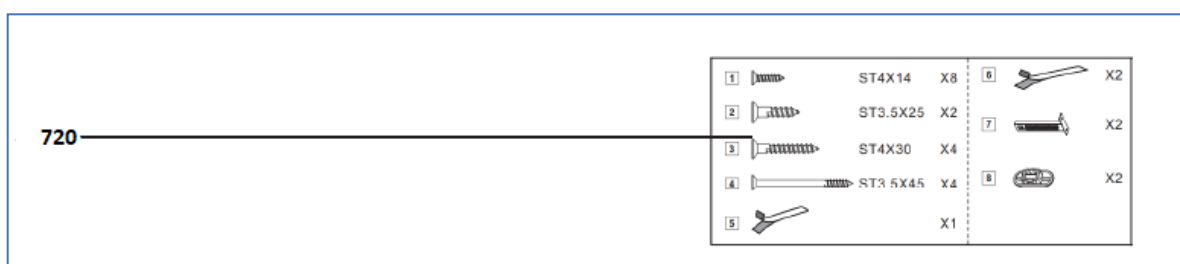 720
1 ST4X14 X8
2 ST3.5X25 X2
3 ST4X30 X4
4 ST3.5X45 X4
5 X1
6 X2
7 X2
8 X2